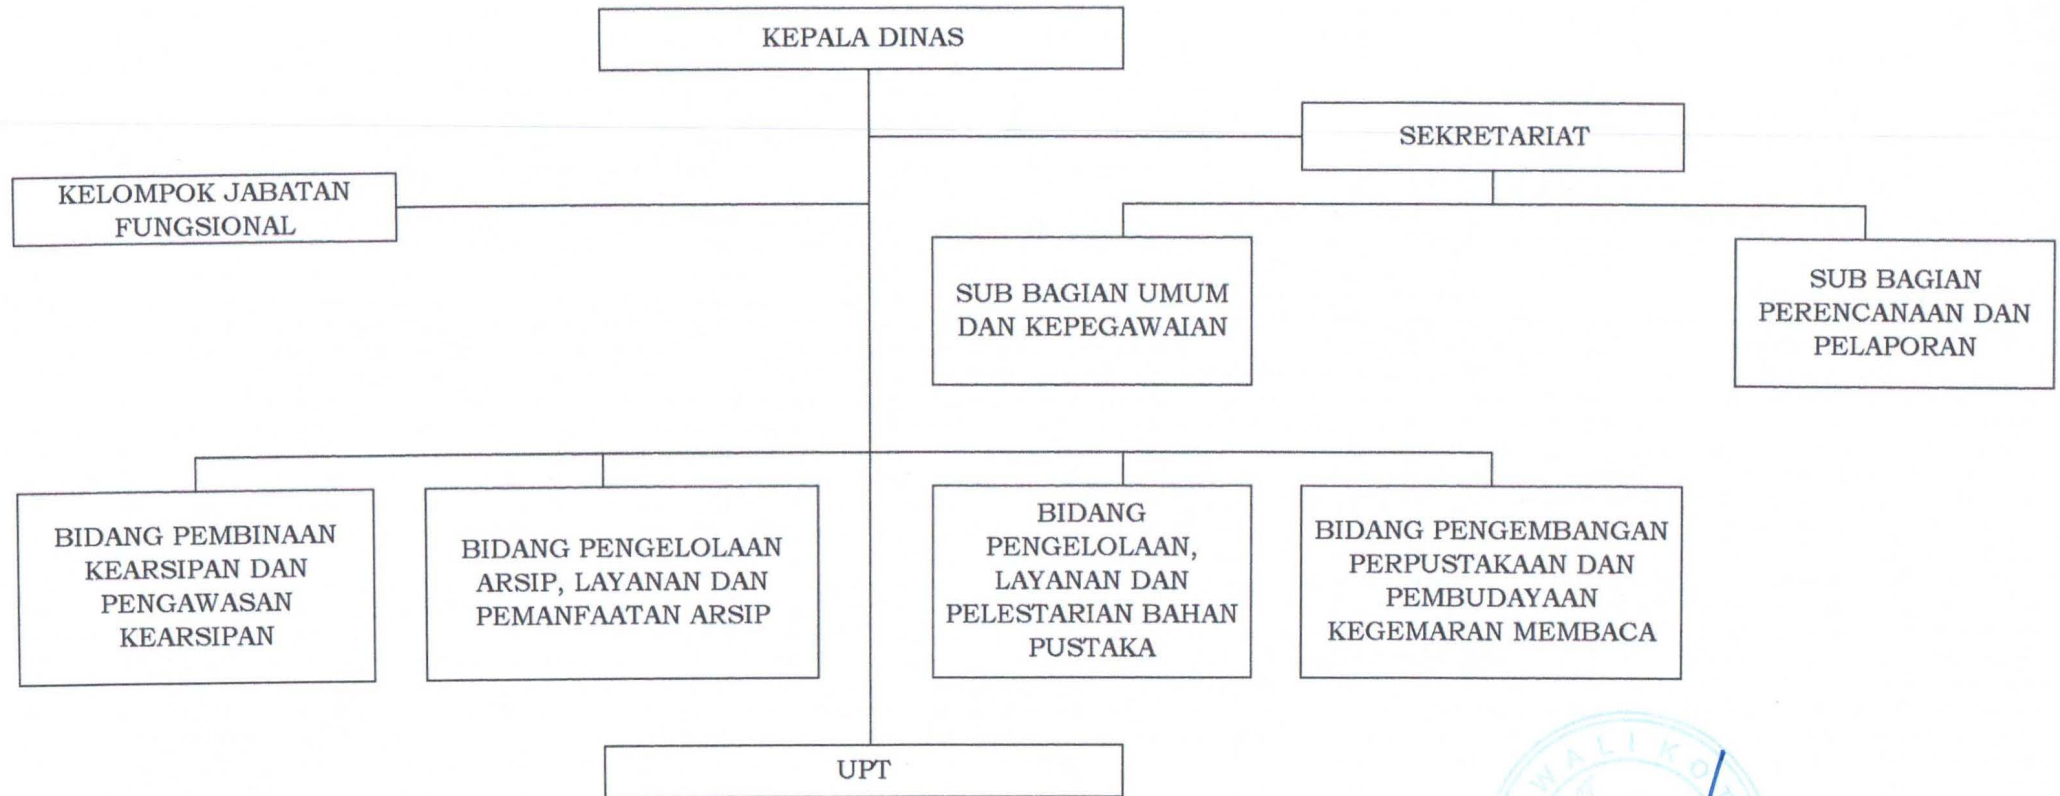 KEPALA DINAS
SEKRETARIAT
KELOMPOK JABATAN
FUNGSIONAL
SUB BAGIAN UMUM
DAN KEPEGAWAIAN
SUB BAGIAN
PERENCANAAN DAN
PELAPORAN
BIDANG PEMBINAAN
KEARSIPAN DAN
PENGAWASAN
KEARSIPAN
BIDANG PENGELOLAAN
ARSIP, LAYANAN DAN
PEMANFAATAN ARSIP
BIDANG
PENGELOLAAN,
LAYANAN DAN
PELESTARIAN BAHAN
PUSTAKA
BIDANG PENGEMBANGAN
PERPUSTAKAAN DAN
PEMBUDAYAAN
KEGEMARAN MEMBACA
UPT